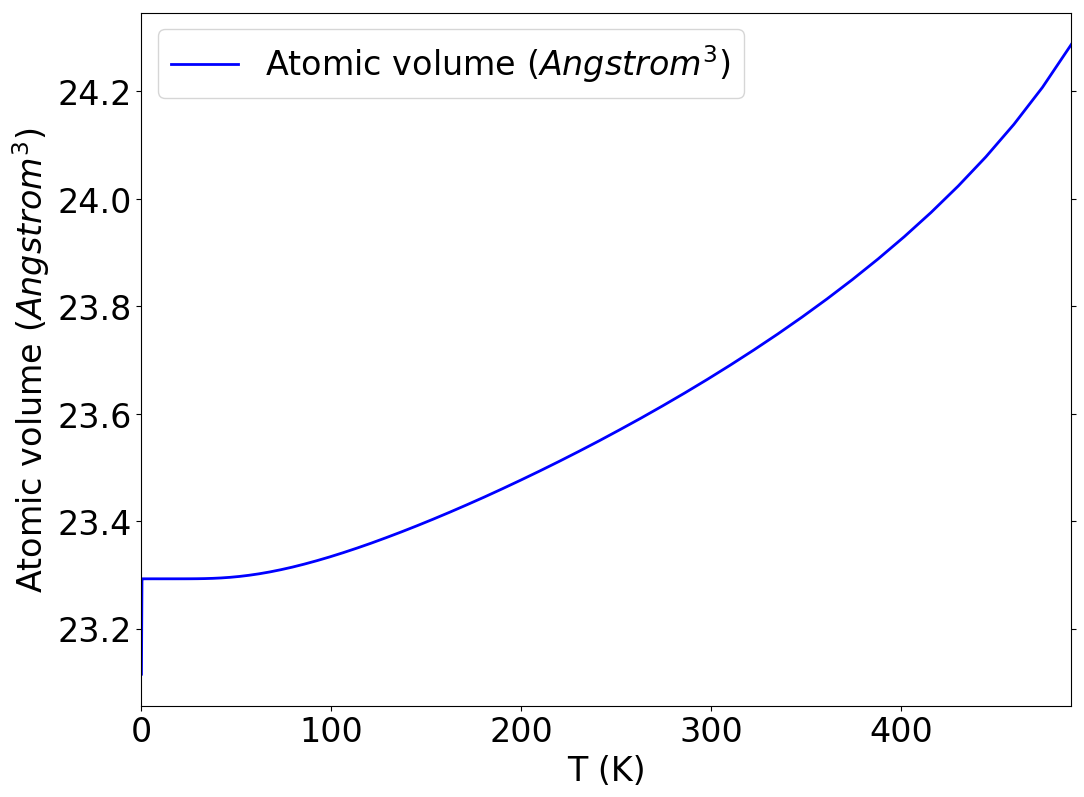 Atomic volume (Angstrom³)
24.2
24.0
23.8
23.6
23.4
23.2
Atomic volume (Angstrom³)
0 100 200 300 400
T (K)